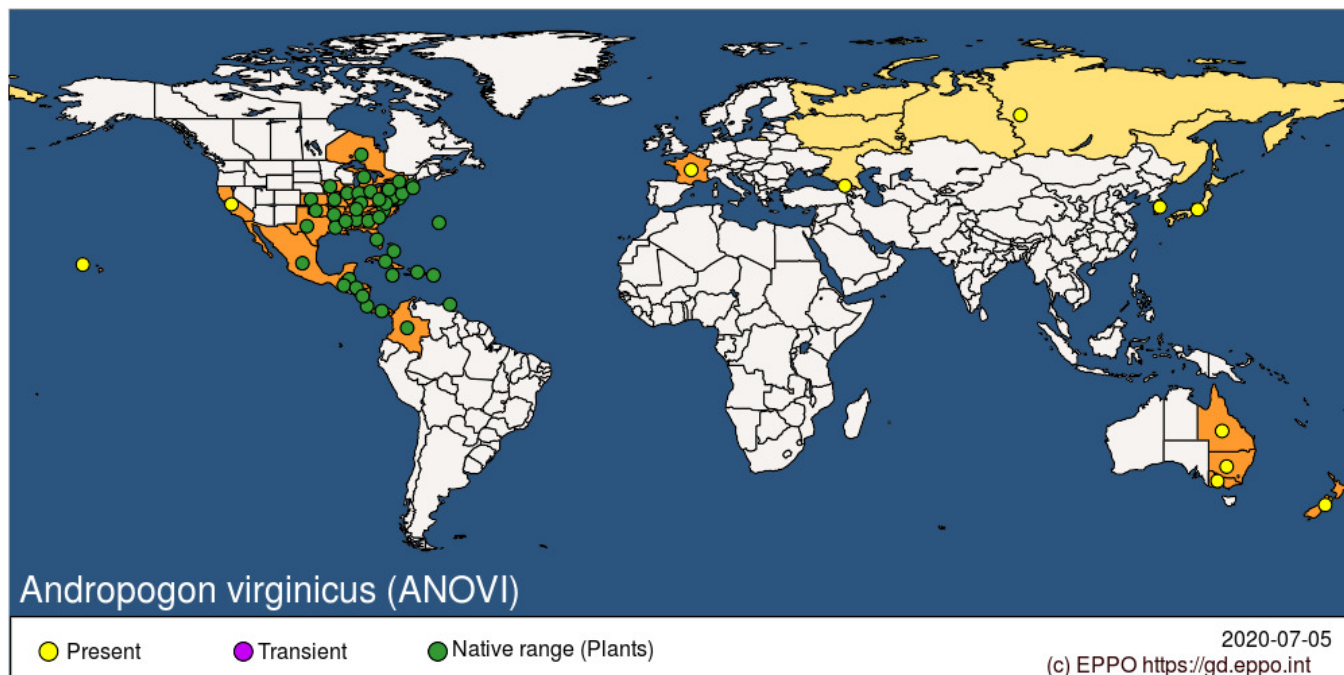 Andropogon virginicus (ANOVI)
Present
Transient
Native range (Plants)
2020-07-05
(c) EPPO https://gd.eppo.int